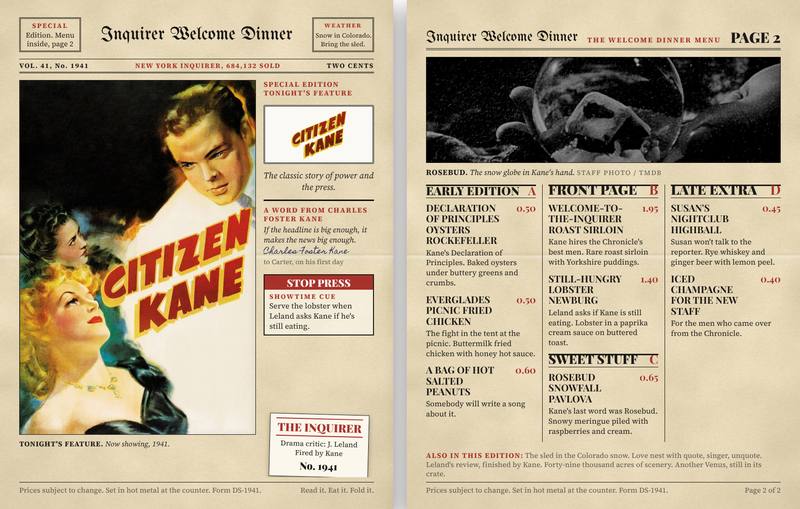 SPECIAL
Edition. Menu
inside, page 2
Inquirer Welcome Dinner
WEATHER
Snow in Colorado.
Bring the sled.
VOL. 41, No. 1941
NEW YORK INQUIRER, 684,132 SOLD
TWO CENTS
CITIZEN
KANE
TONIGHT'S FEATURE. Now showing, 1941.
SPECIAL EDITION
TONIGHT'S FEATURE
CITIZEN
KANE
The classic story of power and
the press.
A WORD FROM CHARLES
FOSTER KANE
If the headline is big enough, it
makes the news big enough.
Charles Foster Kane
to Carter, on his first day
STOP PRESS
SHOWTIME CUE
Serve the lobster when
Leland asks Kane if he's
still eating.
THE INQUIRER
Drama critic: J. Leland
Fired by Kane
No. 1941
Prices subject to change. Set in hot metal at the counter. Form DS-1941.
Read it. Eat it. Fold it.
Inquirer Welcome Dinner
THE WELCOME DINNER MENU
PAGE 2
ROSEBUD. The snow globe in Kane's hand. STAFF PHOTO / TMDB
EARLY EDITION A
DECLARATION 0.50
OF PRINCIPLES
OYSTERS
ROCKEFELLER
Kane's Declaration of
Principles. Baked oysters
under buttery greens and
crumbs.
EVERGLADES 0.50
PICNIC FRIED
CHICKEN
The fight in the tent at the
picnic. Buttermilk fried
chicken with honey hot sauce.
A BAG OF HOT 0.60
SALTED
PEANUTS
Somebody will write a song
about it.
FRONT PAGE B
WELCOME-TO- 1.95
THE-INQUIRER
ROAST SIRLOIN
Kane hires the Chronicle's
best men. Rare roast sirloin
with Yorkshire puddings.
STILL-HUNGRY 1.40
LOBSTER
NEWBURG
Leland asks if Kane is still
eating. Lobster in a paprika
cream sauce on buttered
toast.
SWEET STUFF C
ROSEBUD 0.65
SNOWFALL
PAVLOVA
Kane's last word was Rosebud.
Snowy meringue piled with
raspberries and cream.
LATE EXTRA D
SUSAN'S 0.45
NIGHTCLUB
HIGHBALL
Susan won't talk to the
reporter. Rye whiskey and
ginger beer with lemon peel.
ICED 0.40
CHAMPAGNE
FOR THE NEW
STAFF
For the men who came over
from the Chronicle.
ALSO IN THIS EDITION: The sled in the Colorado snow. Love nest with quote, singer, unquote.
Leland's review, finished by Kane. Forty-nine thousand acres of scenery. Another Venus, still in its
crate.
Prices subject to change. Set in hot metal at the counter. Form DS-1941.
Page 2 of 2